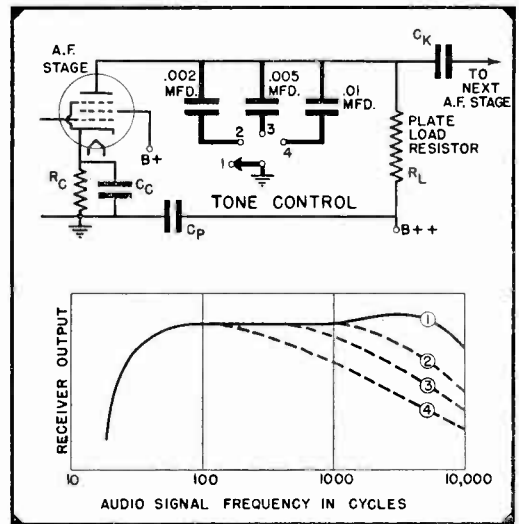 A.F.
STAGE
.002
MFD.
.005
MFD.
.01
MFD.
CK
TO
NEXT
A.F. STAGE
PLATE
LOAD
RESISTOR
RL
B+
2
3
4
1
TONE CONTROL
RC
CC
CP
B++
RECEIVER OUTPUT
1
2
3
4
10
100
1000
10,000
AUDIO SIGNAL FREQUENCY IN CYCLES